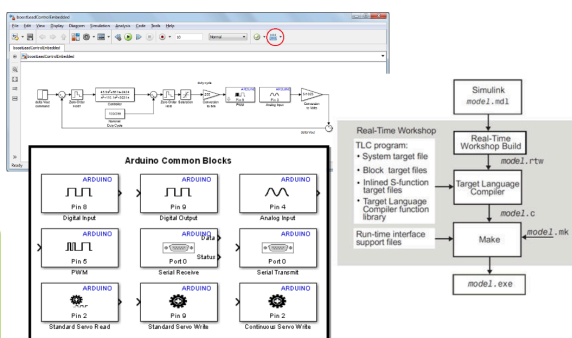 boostleadControlEmbedded
File Edit View Display Diagram Simulation Analysis Code Tools Help
Normal
boostleadControlEmbedded
boostleadControlEmbedded
Ready
Arduino Common Blocks
ARDUINO
Pin 8
Digital Input
ARDUINO
Pin 9
Digital Output
ARDUINO
Pin 4
Analog Input
ARDUINO
Pin 5
PWM
ARDUINO
Data
Port 0
Status
Serial Receive
ARDUINO
Port 0
Serial Transmit
ARDUINO
Pin 2
Standard Servo Read
ARDUINO
Pin 9
Standard Servo Write
ARDUINO
Pin 2
Continuous Servo Write
Simulink
model.mdl
Real-Time Workshop
TLC program:
• System target file
• Block target files
• Inlined S-function
target files
• Target Language
Compiler function
library
Run-time interface
support files
Real-Time
Workshop Build
model.rtw
Target Language
Compiler
model.c
Make
model.mk
model.exe